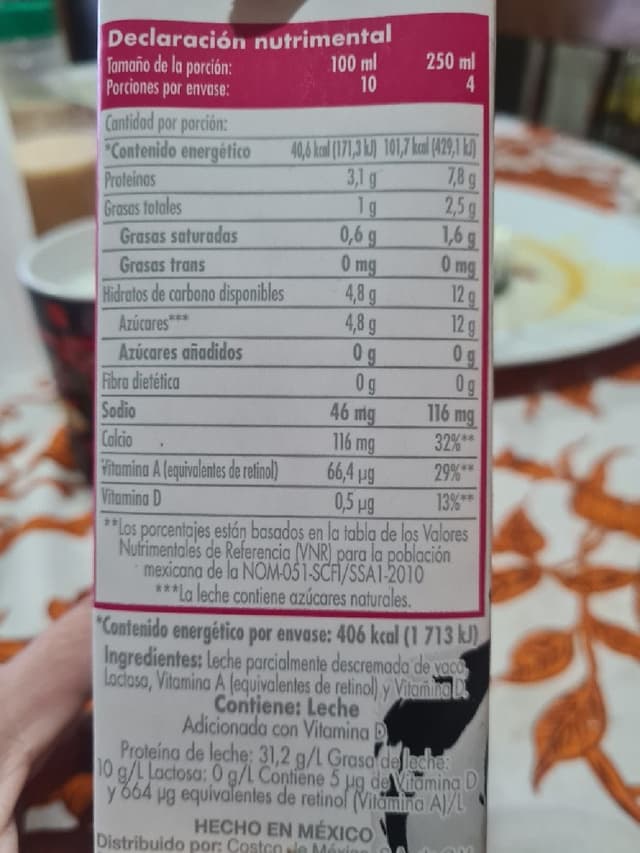 Declaración nutrimental
Tamaño de la porción: 100 ml 250 ml
Porciones por envase: 10 4
Cantidad por porción:
*Contenido energético 40,6 kcal (171,3 kJ) 101,7 kcal (429,1 kJ)
Proteínas 3,1 g 7,8 g
Grasas totales 1 g 2,5 g
Grasas saturadas 0,6 g 1,6 g
Grasas trans 0 mg 0 mg
Hidratos de carbono disponibles 4,8 g 12 g
Azúcares*** 4,8 g 12 g
Azúcares añadidos 0 g 0 g
Fibra dietética 0 g 0 g
Sodio 46 mg 116 mg
Calcio 116 mg 32%**
Vitamina A (equivalentes de retinol) 66,4 µg 29%**
Vitamina D 0,5 µg 13%**
**Los porcentajes están basados en la tabla de los Valores
Nutrimentales de Referencia (VNR) para la población
mexicana de la NOM-051-SCFI/SSA1-2010
***La leche contiene azúcares naturales.
*Contenido energético por envase: 406 kcal (1 713 kJ)
Ingredientes: Leche parcialmente descremada de vaca,
Lactasa, Vitamina A (equivalentes de retinol) y Vitamina D.
Contiene: Leche
Adicionada con Vitamina D
Proteína de leche: 31,2 g/L Grasa de leche:
10 g/L Lactosa: 0 g/L Contiene 5 µg de Vitamina D
y 664 µg equivalentes de retinol (Vitamina A)/L
HECHO EN MÉXICO
Distribuido por: Costco de México